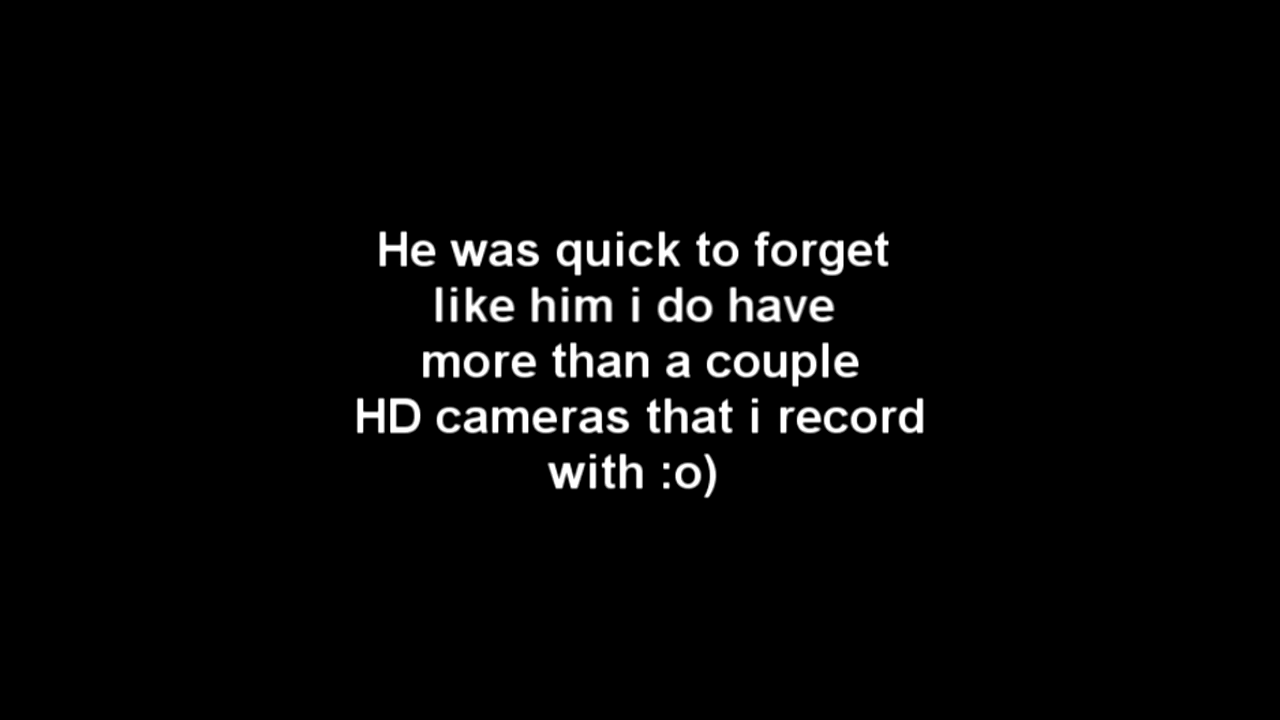 He was quick to forget
like him i do have
more than a couple
HD cameras that i record
with :o)